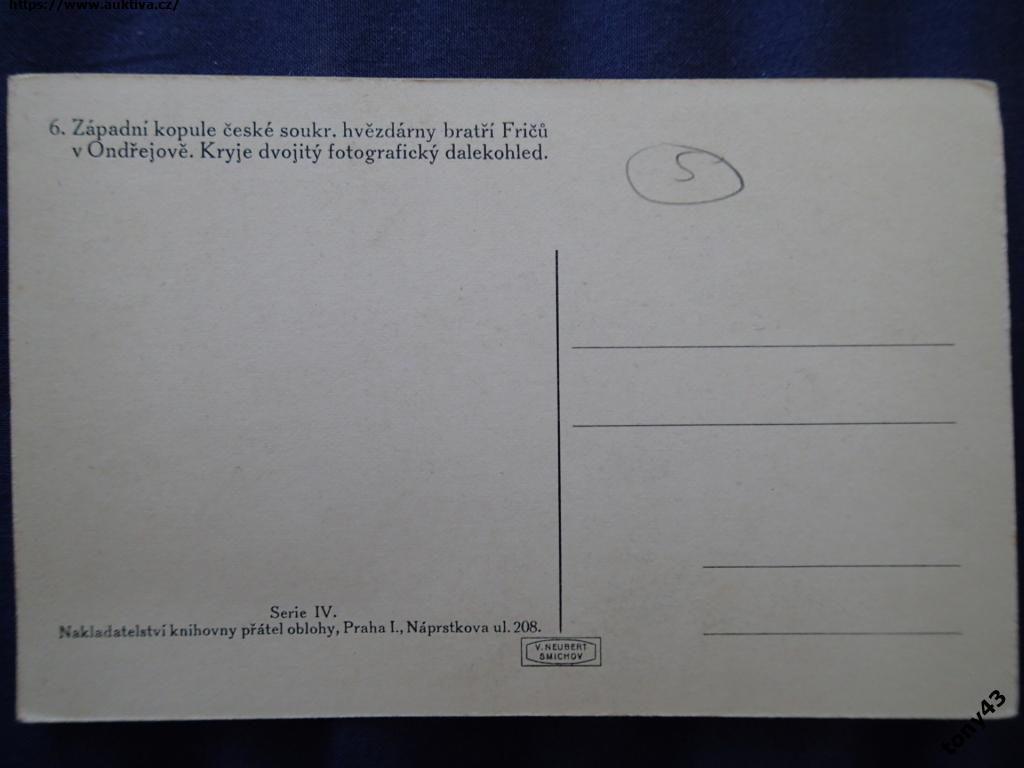 https://www.auktiva.cz/
6. Západní kopule české soukr. hvězdárny bratří Fričů
v Ondřejově. Kryje dvojitý fotografický dalekohled.
5
Serie IV.
Nakladatelství knihovny přátel oblohy, Praha I., Náprstkova ul. 208.
V. NEUBERT
SMICHOV
tony43